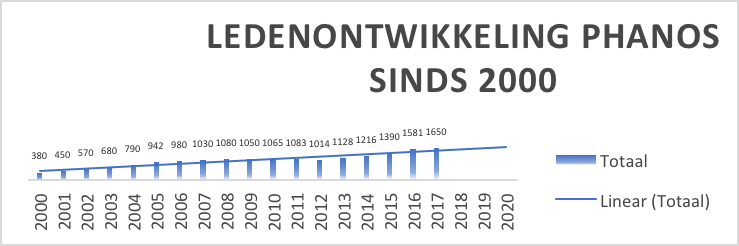 LEDENONTWIKKELING PHANOS
SINDS 2000
380 450 570 680 790 942 980 1030 1080 1050 1065 1083 1014 1128 1216 1390 1581 1650
2000 2001 2002 2003 2004 2005 2006 2007 2008 2009 2010 2011 2012 2013 2014 2015 2016 2017 2018 2019 2020
Totaal
Linear (Totaal)